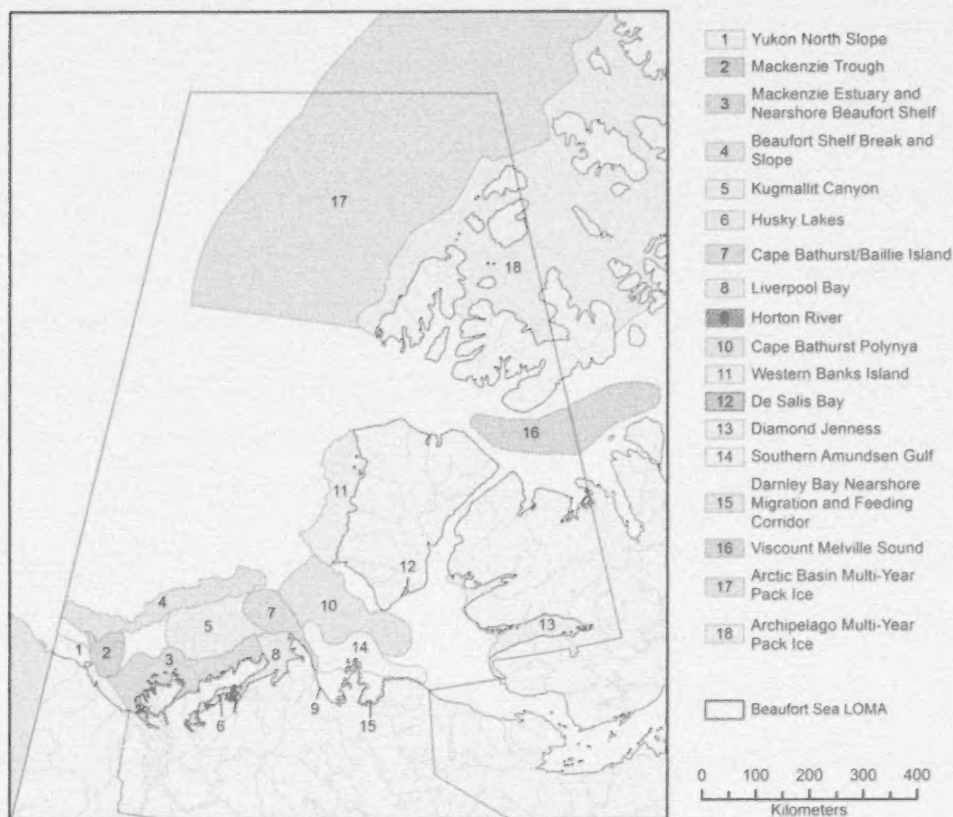 17
18
16
11
12
4
10
7
5
13
1
2
3
8
14
6
9
15
1 Yukon North Slope
2 Mackenzie Trough
3 Mackenzie Estuary and
Nearshore Beaufort Shelf
4 Beaufort Shelf Break and
Slope
5 Kugmallit Canyon
6 Husky Lakes
7 Cape Bathurst/Baillie Island
8 Liverpool Bay
Horton River
10 Cape Bathurst Polynya
11 Western Banks Island
12 De Salis Bay
13 Diamond Jenness
14 Southern Amundsen Gulf
15 Darnley Bay Nearshore
Migration and Feeding
Corridor
16 Viscount Melville Sound
17 Arctic Basin Multi-Year
Pack Ice
18 Archipelago Multi-Year
Pack Ice
Beaufort Sea LOMA
0 100 200 300 400
Kilometers